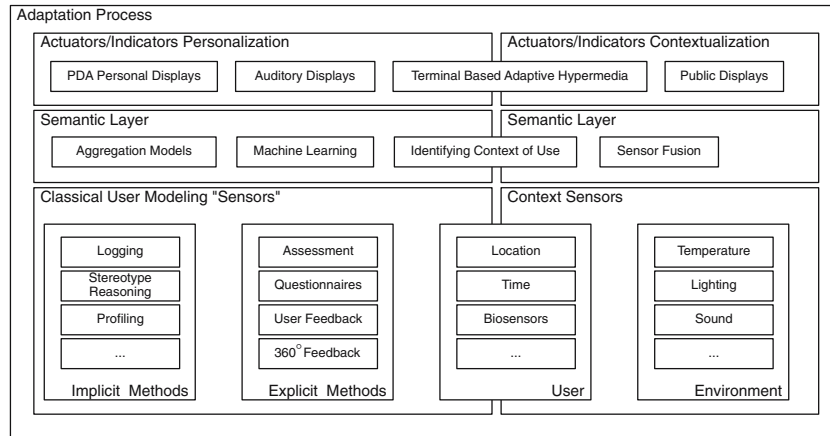 Adaptation Process
Actuators/Indicators Personalization
Actuators/Indicators Contextualization
PDA Personal Displays
Auditory Displays
Terminal Based Adaptive Hypermedia
Public Displays
Semantic Layer
Semantic Layer
Aggregation Models
Machine Learning
Identifying Context of Use
Sensor Fusion
Classical User Modeling "Sensors"
Context Sensors
Logging
Stereotype
Reasoning
Profiling
...
Implicit Methods
Assessment
Questionnaires
User Feedback
360° Feedback
Explicit Methods
Location
Time
Biosensors
...
User
Temperature
Lighting
Sound
...
Environment